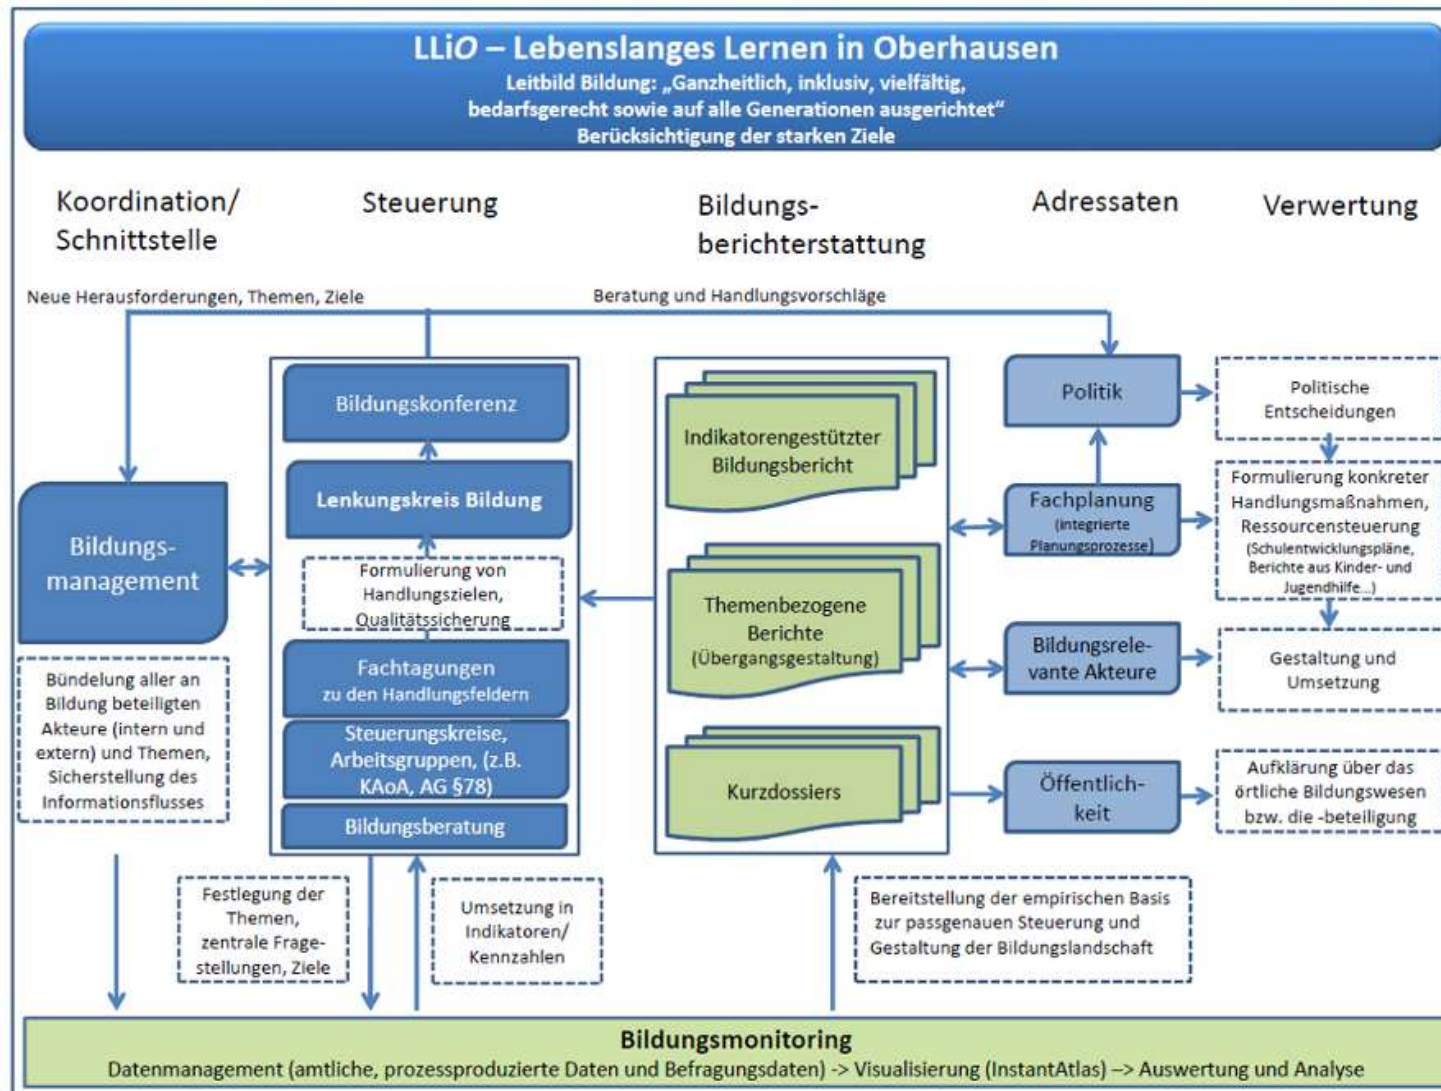 LLiO – Lebenslanges Lernen in Oberhausen
Leitbild Bildung: „Ganzheitlich, inklusiv, vielfältig,
bedarfsgerecht sowie auf alle Generationen ausgerichtet“
Berücksichtigung der starken Ziele
Koordination/
Schnittstelle
Steuerung
Bildungs-
berichterstattung
Adressaten
Verwertung
Neue Herausforderungen, Themen, Ziele
Beratung und Handlungsvorschläge
Bildungs-
management
Bündelung aller an
Bildung beteiligten
Akteure (intern und
extern) und Themen,
Sicherstellung des
Informationsflusses
Bildungskonferenz
Lenkungskreis Bildung
Formulierung von
Handlungszielen,
Qualitätssicherung
Fachtagungen
zu den Handlungsfeldern
Steuerungskreise,
Arbeitsgruppen, (z.B.
KAoA, AG §78)
Bildungsberatung
Indikatorengestützter
Bildungsbericht
Themenbezogene
Berichte
(Übergangsgestaltung)
Kurzdossiers
Politik
Fachplanung
(integrierte
Planungsprozesse)
Bildungsrele-
vante Akteure
Öffentlich-
keit
Politische
Entscheidungen
Formulierung konkreter
Handlungsmaßnahmen,
Ressourcensteuerung
(Schulentwicklungspläne,
Berichte aus Kinder- und
Jugendhilfe...)
Gestaltung und
Umsetzung
Aufklärung über das
örtliche Bildungswesen
bzw. die -beteiligung
Festlegung der
Themen,
zentrale Frage-
stellungen, Ziele
Umsetzung in
Indikatoren/
Kennzahlen
Bereitstellung der empirischen Basis
zur passgenauen Steuerung und
Gestaltung der Bildungslandschaft
Bildungsmonitoring
Datenmanagement (amtliche, prozessproduzierte Daten und Befragungsdaten) -> Visualisierung (InstantAtlas) –> Auswertung und Analyse